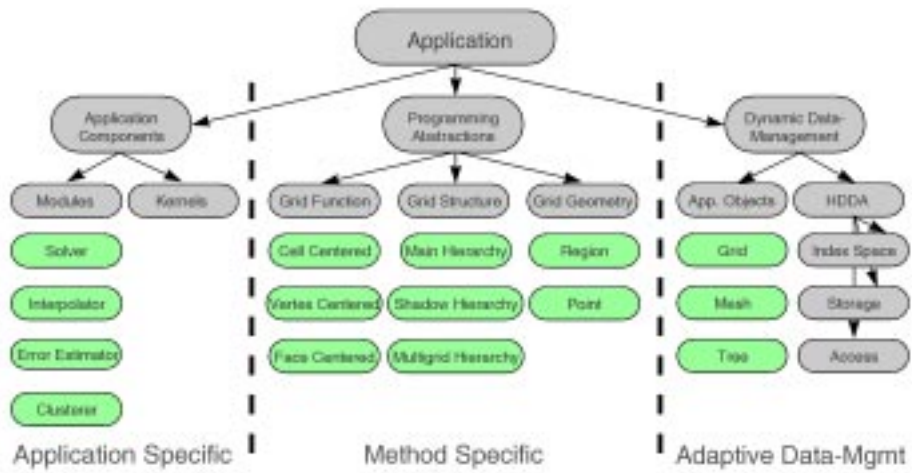 Application
Application
Components
Programming
Abstractions
Dynamic Data-
Management
Modules
Kernels
Grid Function
Grid Structure
Grid Geometry
App. Objects
HDDA
Solver
Cell Centered
Main Hierarchy
Region
Grid
Index Space
Interpolator
Vertex Centered
Shadow Hierarchy
Point
Mesh
Storage
Error Estimator
Face Centered
Multigrid Hierarchy
Tree
Access
Clusterer
Application Specific
Method Specific
Adaptive Data-Mgmt